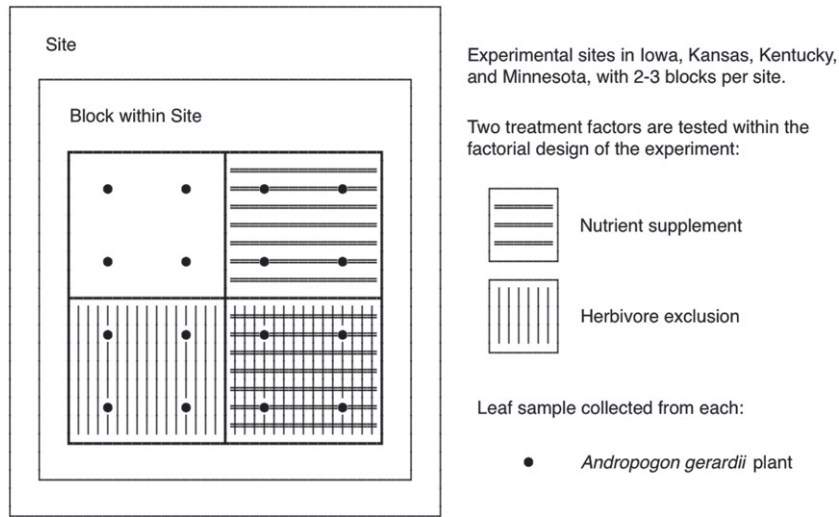 Site
Block within Site
Experimental sites in Iowa, Kansas, Kentucky,
and Minnesota, with 2-3 blocks per site.
Two treatment factors are tested within the
factorial design of the experiment:
Nutrient supplement
Herbivore exclusion
Leaf sample collected from each:
Andropogon gerardii plant